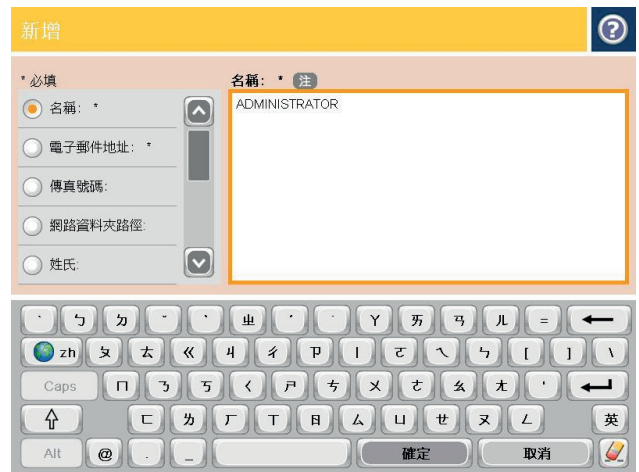 新增
* 必填
名稱: * 注
名稱: *
電子郵件地址: *
傳真號碼:
網路資料夾路徑:
姓氏:
ADMINISTRATOR
` ㄅ ㄉ ˇ ˋ ㄓ ˊ ˙ ㄚ ㄞ ㄢ ㄦ =
zh ㄆ ㄊ ㄍ ㄐ ㄔ ㄗ ㄧ ㄛ ㄟ ㄣ [ ] \
Caps ㄇ ㄋ ㄎ ㄑ ㄕ ㄘ ㄨ ㄜ ㄠ ㄤ '
ㄈ ㄌ ㄏ ㄒ ㄖ ㄙ ㄩ ㄝ ㄡ ㄥ 英
Alt @ . _ 確定 取消